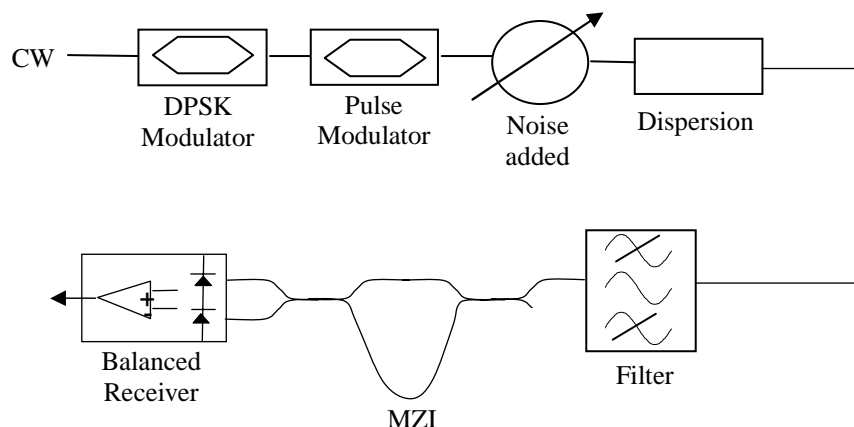 CW
DPSK
Modulator
Pulse
Modulator
Noise
added
Dispersion
+
-
Balanced
Receiver
MZI
Filter